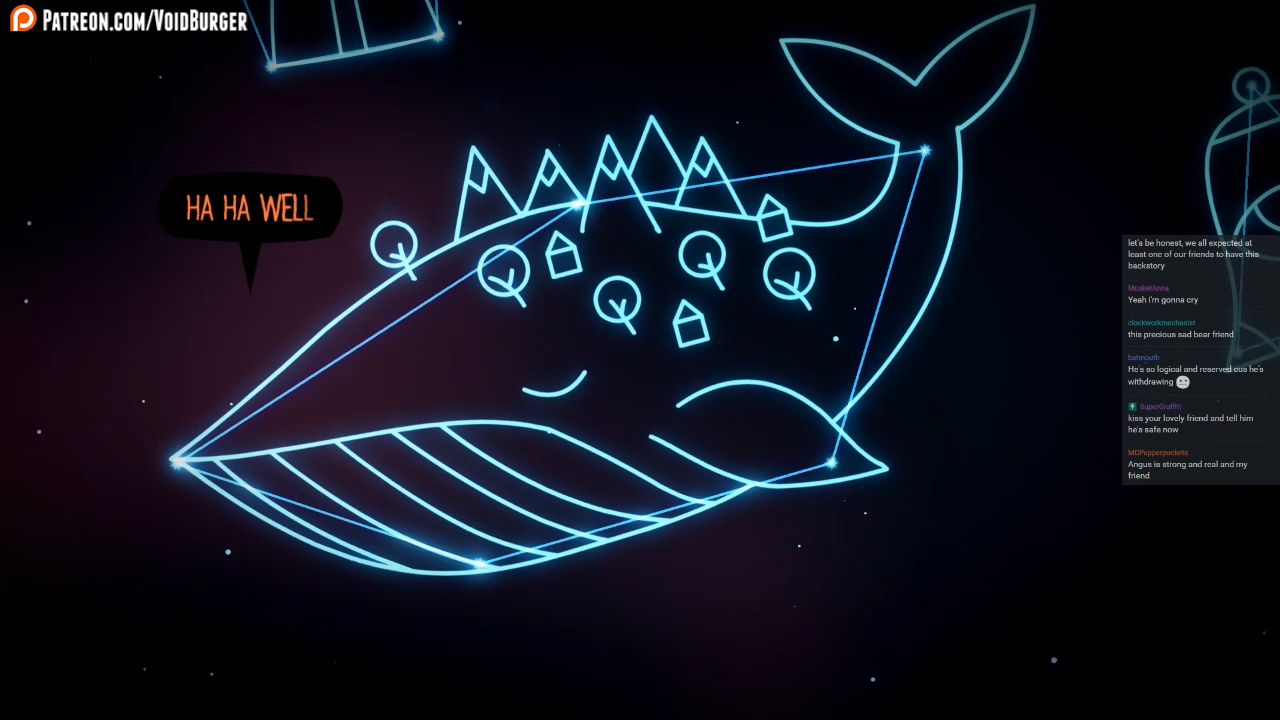 Patreon.com/VoidBurger
HA HA WELL
let's be honest, we all expected at
least one of our friends to have this
backstory
MusketAnna
Yeah i'm gonna cry
clockworkmechanist
this precious sad bear friend
batmouth
He's so logical and reserved cus he's
withdrawing
SuperGraffiti
kiss your lovely friend and tell him
he's safe now
MCPepperpockets
Angus is strong and real and my
friend